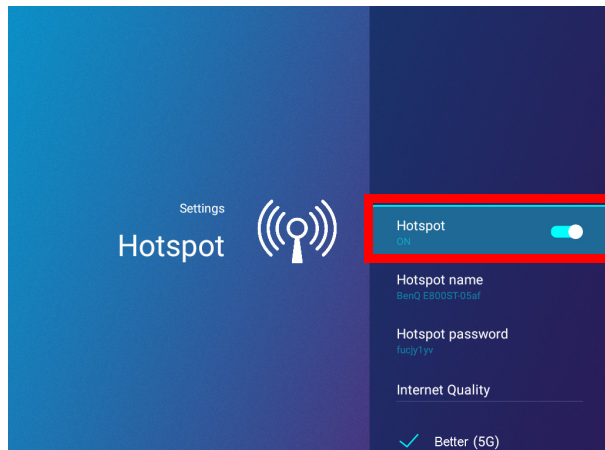 Settings
Hotspot
Hotspot
ON
Hotspot name
BenQ E800ST-05af
Hotspot password
fucjy1yv
Internet Quality
Better (5G)